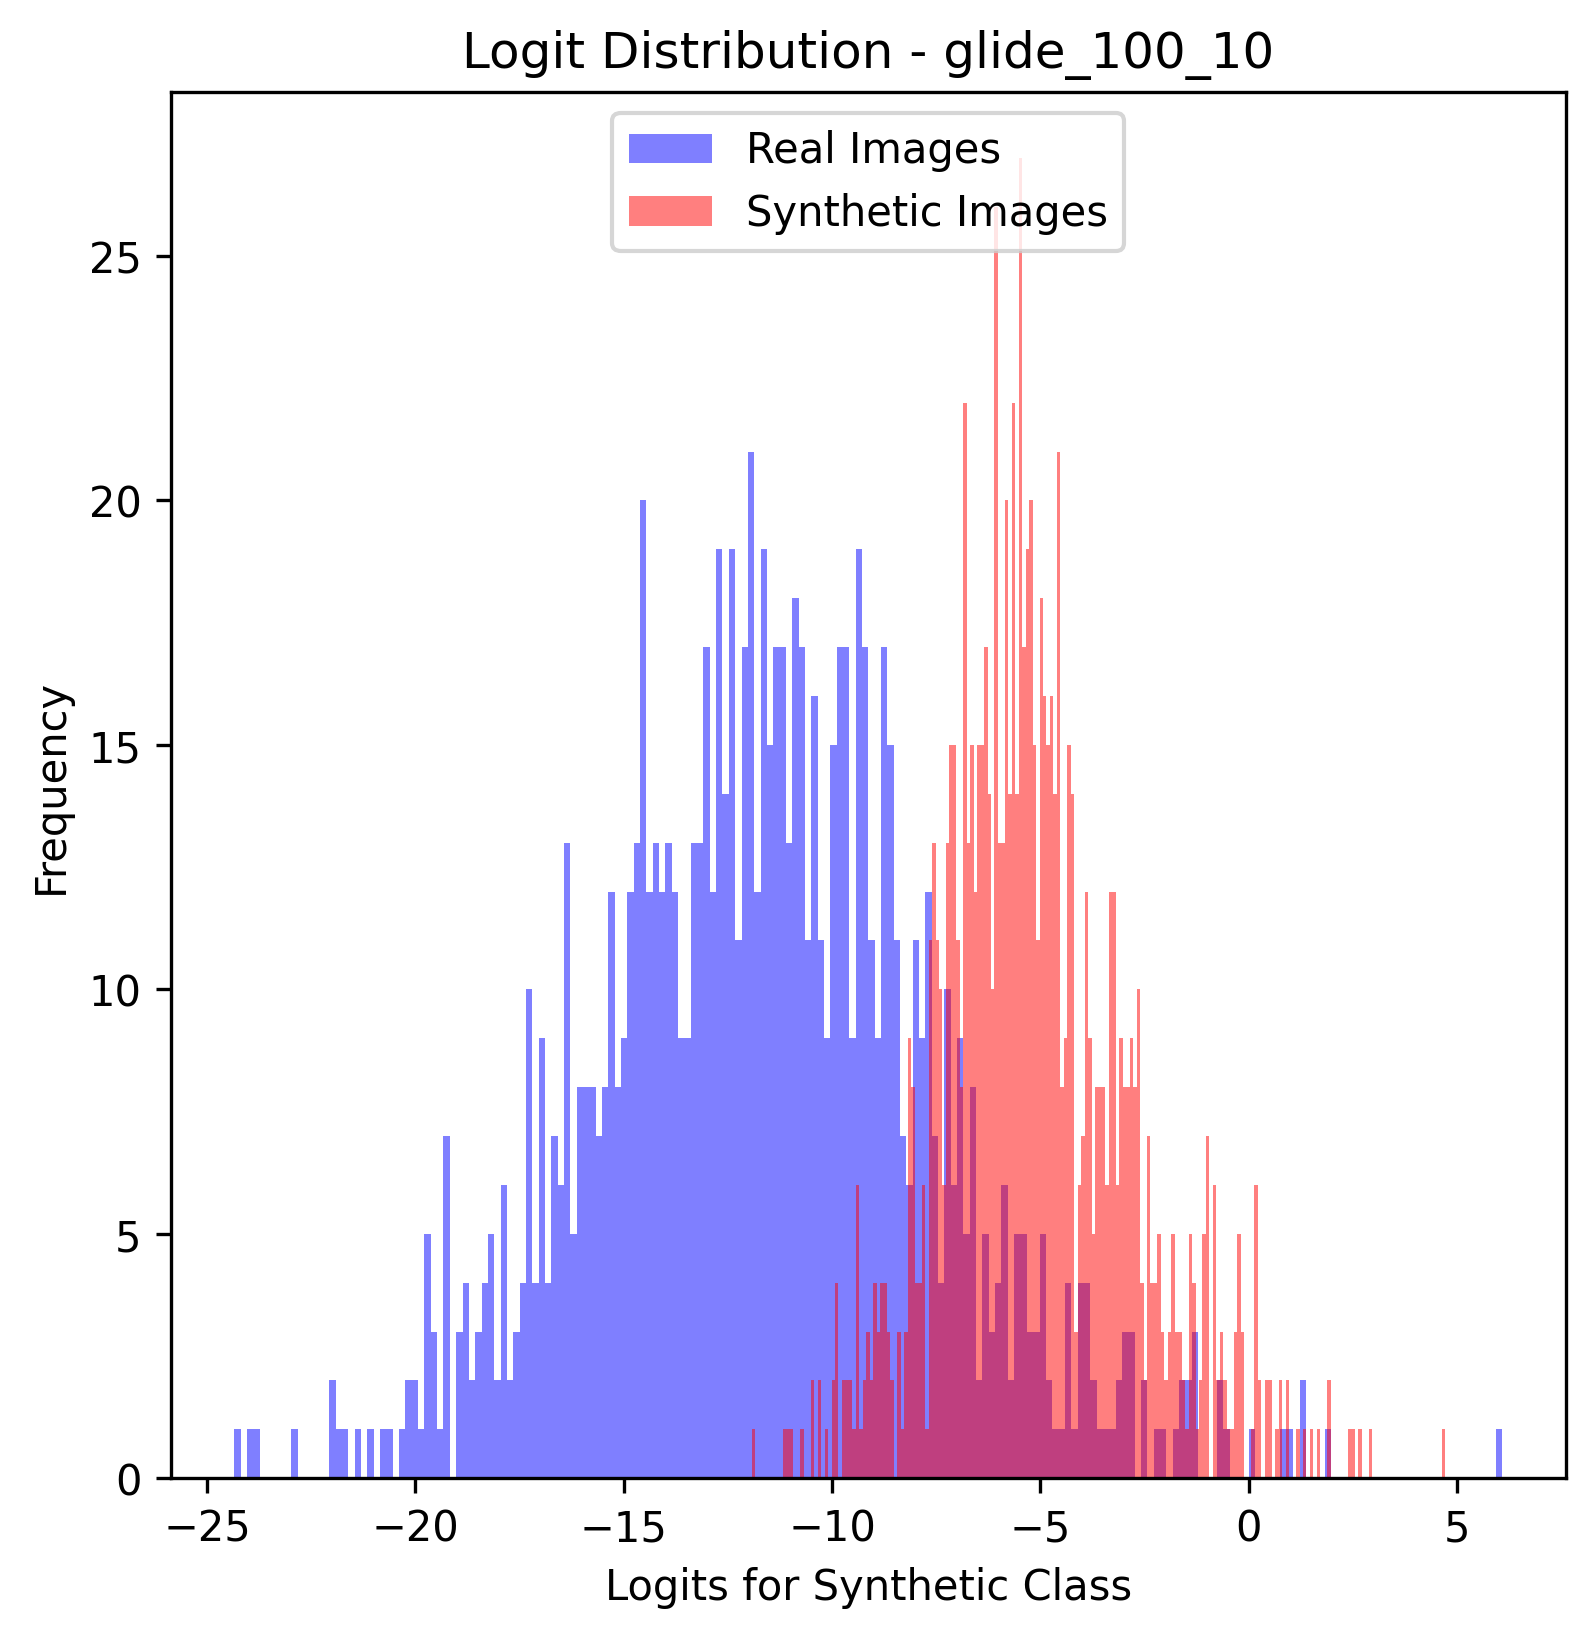 Logit Distribution - glide_100_10
Real Images
Synthetic Images
25
20
15
10
5
0
Frequency
−25
−20
−15
−10
−5
0
5
Logits for Synthetic Class